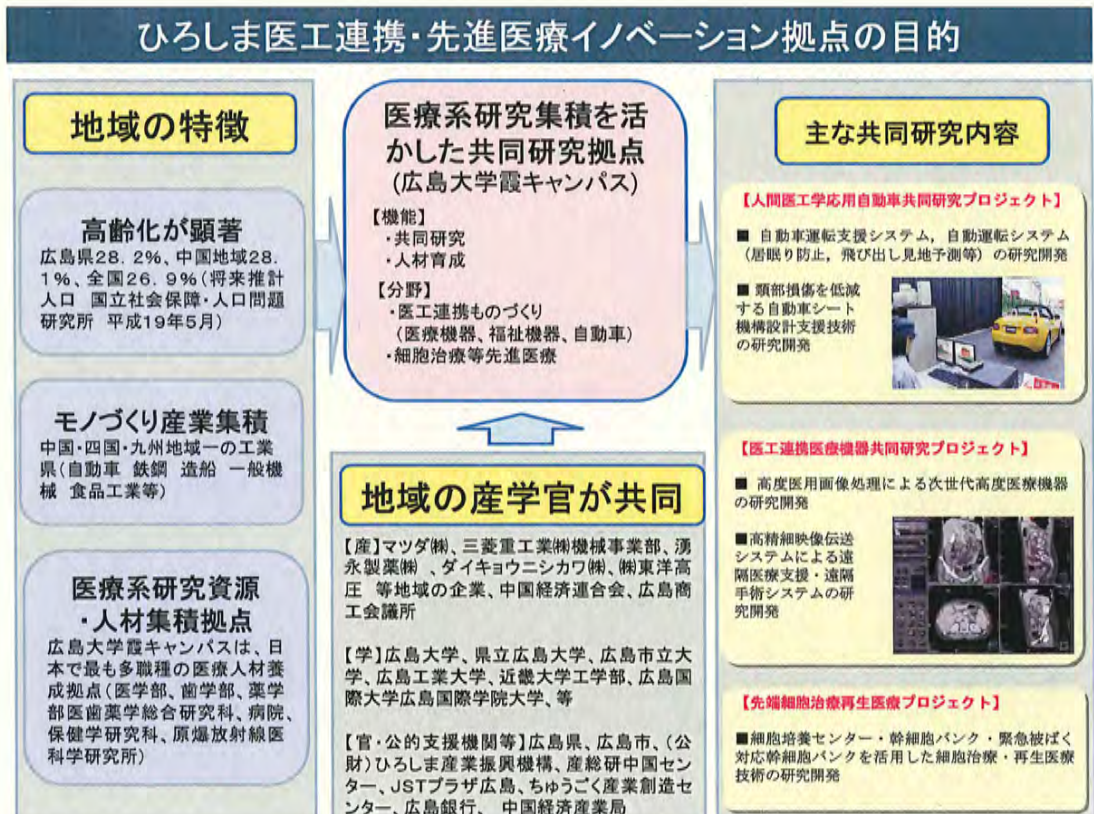 ひろしま医工連携・先進医療イノベーション拠点の目的
地域の特徴
高齢化が顕著
広島県28．2％、中国地域28．
1％、全国26．9％（将来推計
人口　国立社会保障・人口問題
研究所　平成19年5月）
モノづくり産業集積
中国・四国・九州地域一の工業
県（自動車　鉄鋼　造船　一般機
械　食品工業等）
医療系研究資源
・人材集積拠点
広島大学霞キャンパスは、日
本で最も多職種の医療人材養
成拠点（医学部、歯学部、薬学
部医歯薬学総合研究科、病院、
保健学研究科、原爆放射線医
科学研究所）
医療系研究集積を活
かした共同研究拠点
（広島大学霞キャンパス）
【機能】
・共同研究
・人材育成
【分野】
・医工連携ものづくり
（医療機器、福祉機器、自動車）
・細胞治療等先進医療
地域の産学官が共同
【産】マツダ㈱、三菱重工業㈱機械事業部、湧
永製薬㈱　、ダイキョウニシカワ㈱、㈱東洋高
圧　等地域の企業、中国経済連合会、広島商
工会議所
【学】広島大学、県立広島大学、広島市立大
学、広島工業大学、近畿大学工学部、広島国
際大学広島国際学院大学、等
【官・公的支援機関等】広島県、広島市、（公
財）ひろしま産業振興機構、産総研中国セン
ター、JSTプラザ広島、ちゅうごく産業創造セ
ンター、広島銀行、　中国経済産業局
主な共同研究内容
【人間医工学応用自動車共同研究プロジェクト】
■　自動車運転支援システム，自動運転システム
（居眠り防止，飛び出し見地予測等）の研究開発
■　頸部損傷を低減
する自動車シート
機構設計支援技術
の研究開発
【医工連携医療機器共同研究プロジェクト】
■　高度医用画像処理による次世代高度医療機器
の研究開発
■高精細映像伝送
システムによる遠
隔医療支援・遠隔
手術システムの研
究開発
【先端細胞治療再生医療プロジェクト】
■細胞培養センター・幹細胞バンク・緊急被ばく
対応幹細胞バンクを活用した細胞治療・再生医療
技術の研究開発